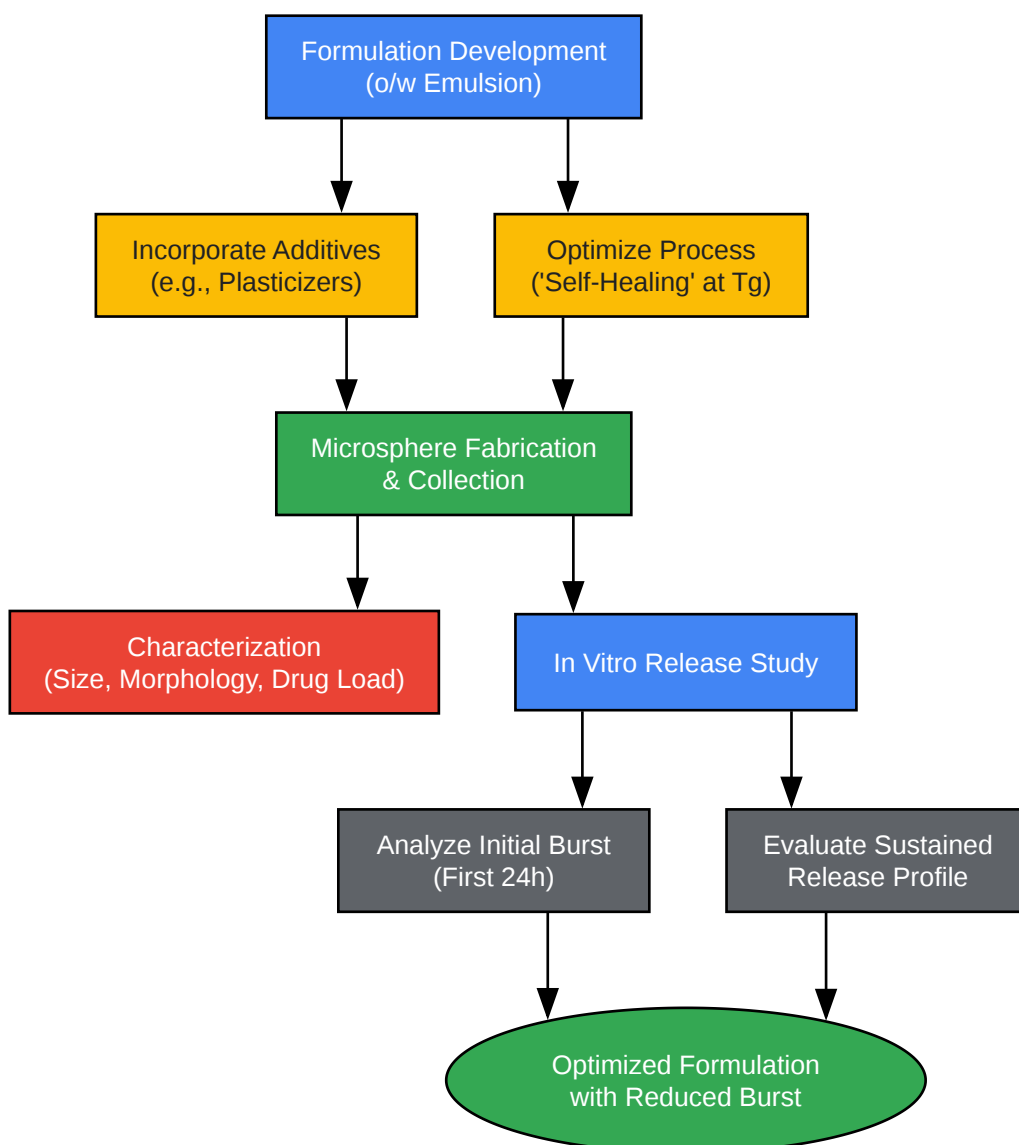 Formulation Development
(o/w Emulsion)
Incorporate Additives
(e.g., Plasticizers)
Optimize Process
('Self-Healing' at Tg)
Microsphere Fabrication
& Collection
Characterization
(Size, Morphology, Drug Load)
In Vitro Release Study
Analyze Initial Burst
(First 24h)
Evaluate Sustained
Release Profile
Optimized Formulation
with Reduced Burst